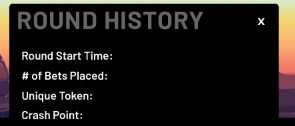 ROUND HISTORY x
Round Start Time:
# of Bets Placed:
Unique Token:
Crash Point: